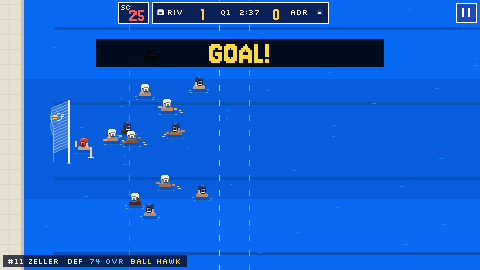 SC
25
RIV 1 Q1 2:37 0 ADR
GOAL!
#11 ZELLER DEF 74 OVR BALL HAWK